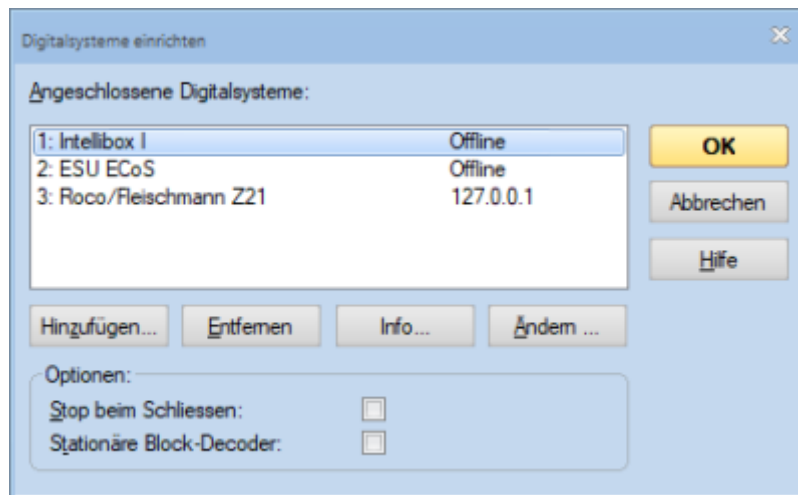 Digitalsysteme einrichten
Angeschlossene Digitalsysteme:
1: Intellibox I Offline
2: ESU ECoS Offline
3: Roco/Fleischmann Z21 127.0.0.1
OK
Abbrechen
Hilfe
Hinzufügen... Entfernen Info... Ändern ...
Optionen:
Stop beim Schliessen:
Stationäre Block-Decoder: